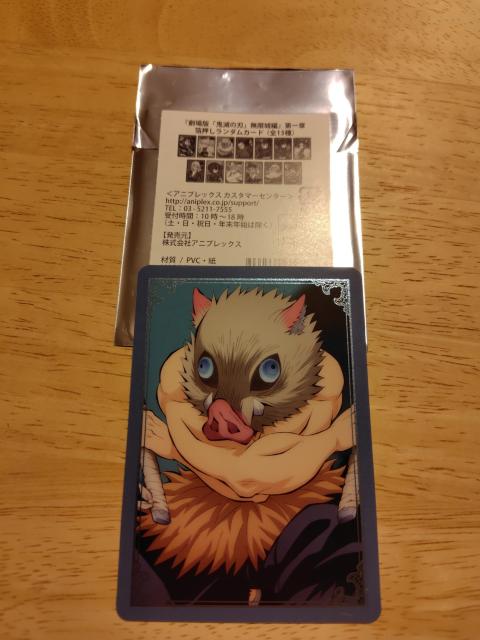 『劇場版「鬼滅の刃」無限城編』第一章
箔押しランダムカード（全13種）
＜アニプレックス カスタマーセンター＞
http://aniplex.co.jp/support/
TEL：03-5211-7555
受付時間：10時～18時
（土・日・祝日・年末年始は除く）
【発売元】
株式会社アニプレックス
材質 / PVC・紙